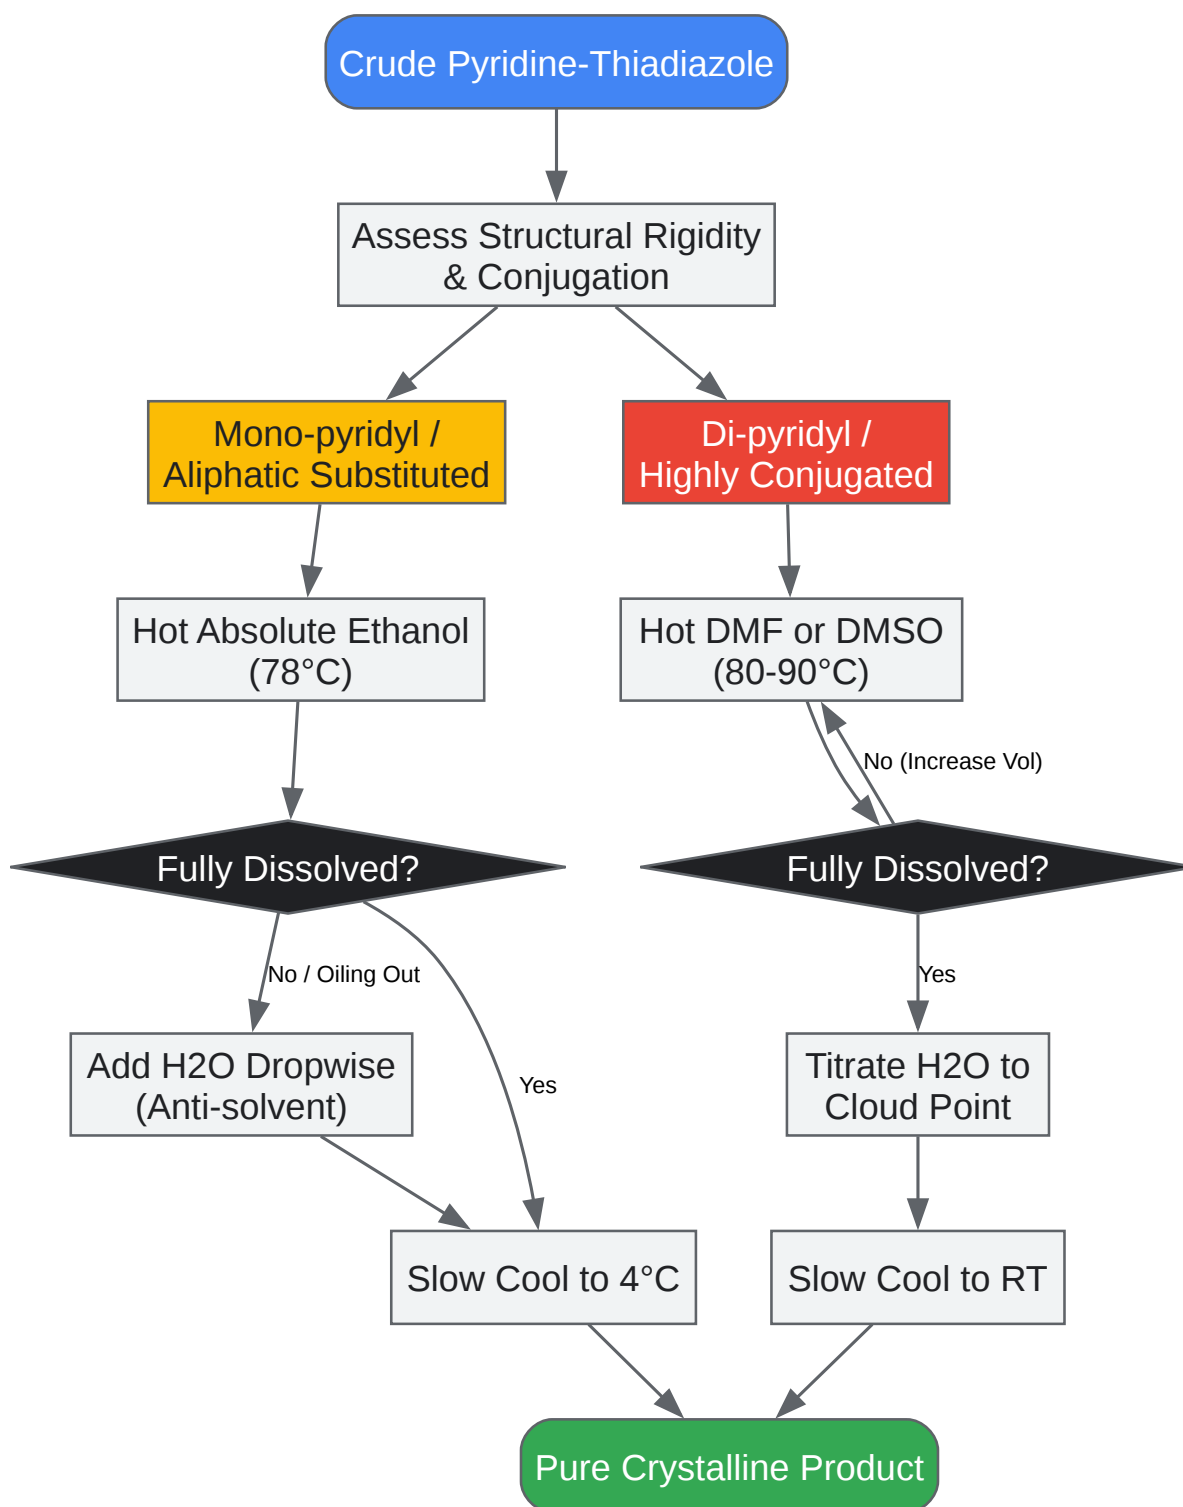 Crude Pyridine-Thiadiazole
Assess Structural Rigidity
& Conjugation
Mono-pyridyl /
Aliphatic Substituted
Di-pyridyl /
Highly Conjugated
Hot Absolute Ethanol
(78°C)
Hot DMF or DMSO
(80-90°C)
No (Increase Vol)
Fully Dissolved?
Fully Dissolved?
No / Oiling Out
Yes
Add H2O Dropwise
(Anti-solvent)
Yes
Titrate H2O to
Cloud Point
Slow Cool to 4°C
Slow Cool to RT
Pure Crystalline Product